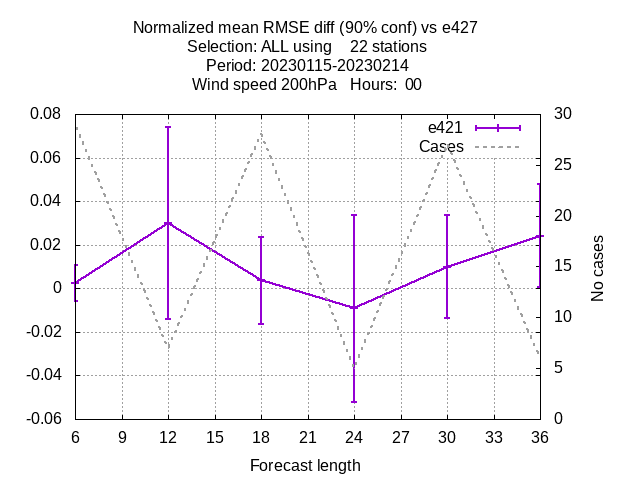 Normalized mean RMSE diff (90% conf) vs e427
Selection: ALL using    22 stations
Period: 20230115-20230214
Wind speed 200hPa   Hours:  00
e421
Cases
0.08
0.06
0.04
0.02
0
-0.02
-0.04
-0.06
30
25
20
15
10
5
0
No cases
6 9 12 15 18 21 24 27 30 33 36
Forecast length